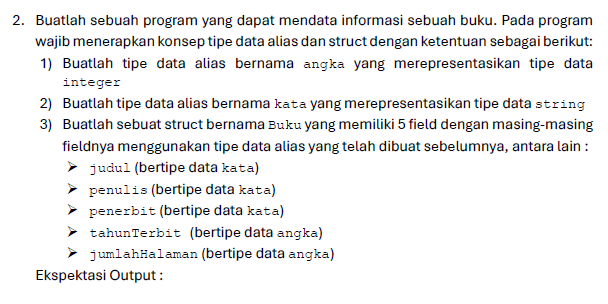 2. Buatlah sebuah program yang dapat mendata informasi sebuah buku. Pada program
wajib menerapkan konsep tipe data alias dan struct dengan ketentuan sebagai berikut:
1) Buatlah tipe data alias bernama angka yang merepresentasikan tipe data
integer
2) Buatlah tipe data alias bernama kata yang merepresentasikan tipe data string
3) Buatlah sebuat struct bernama Buku yang memiliki 5 field dengan masing-masing
fieldnya menggunakan tipe data alias yang telah dibuat sebelumnya, antara lain :
➢ judul (bertipe data kata)
➢ penulis (bertipe data kata)
➢ penerbit (bertipe data kata)
➢ tahunTerbit (bertipe data angka)
➢ jumlahHalaman (bertipe data angka)
Ekspektasi Output :